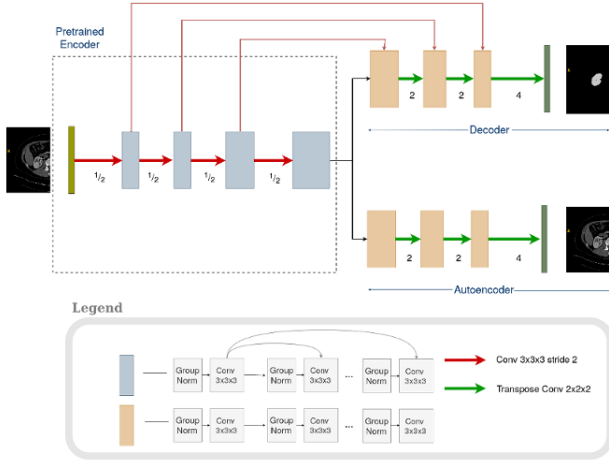 Pretrained
Encoder
1/2
1/2
1/2
1/2
2
2
4
Decoder
2
2
4
Autoencoder
Legend
Group
Norm
Conv
3x3x3
Group
Norm
Conv
3x3x3
...
Group
Norm
Conv
3x3x3
Conv 3x3x3 stride 2
Transpose Conv 2x2x2
Group
Norm
Conv
3x3x3
Group
Norm
Conv
3x3x3
...
Group
Norm
Conv
3x3x3